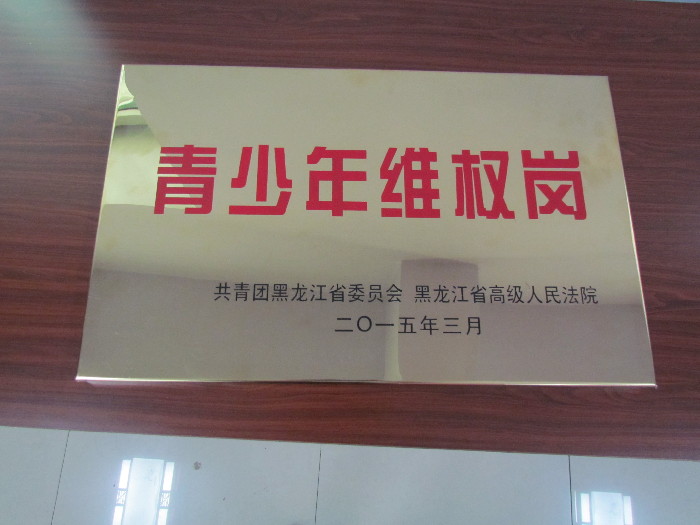 青少年维权岗
共青团黑龙江省委员会 黑龙江省高级人民法院
二〇一五年三月